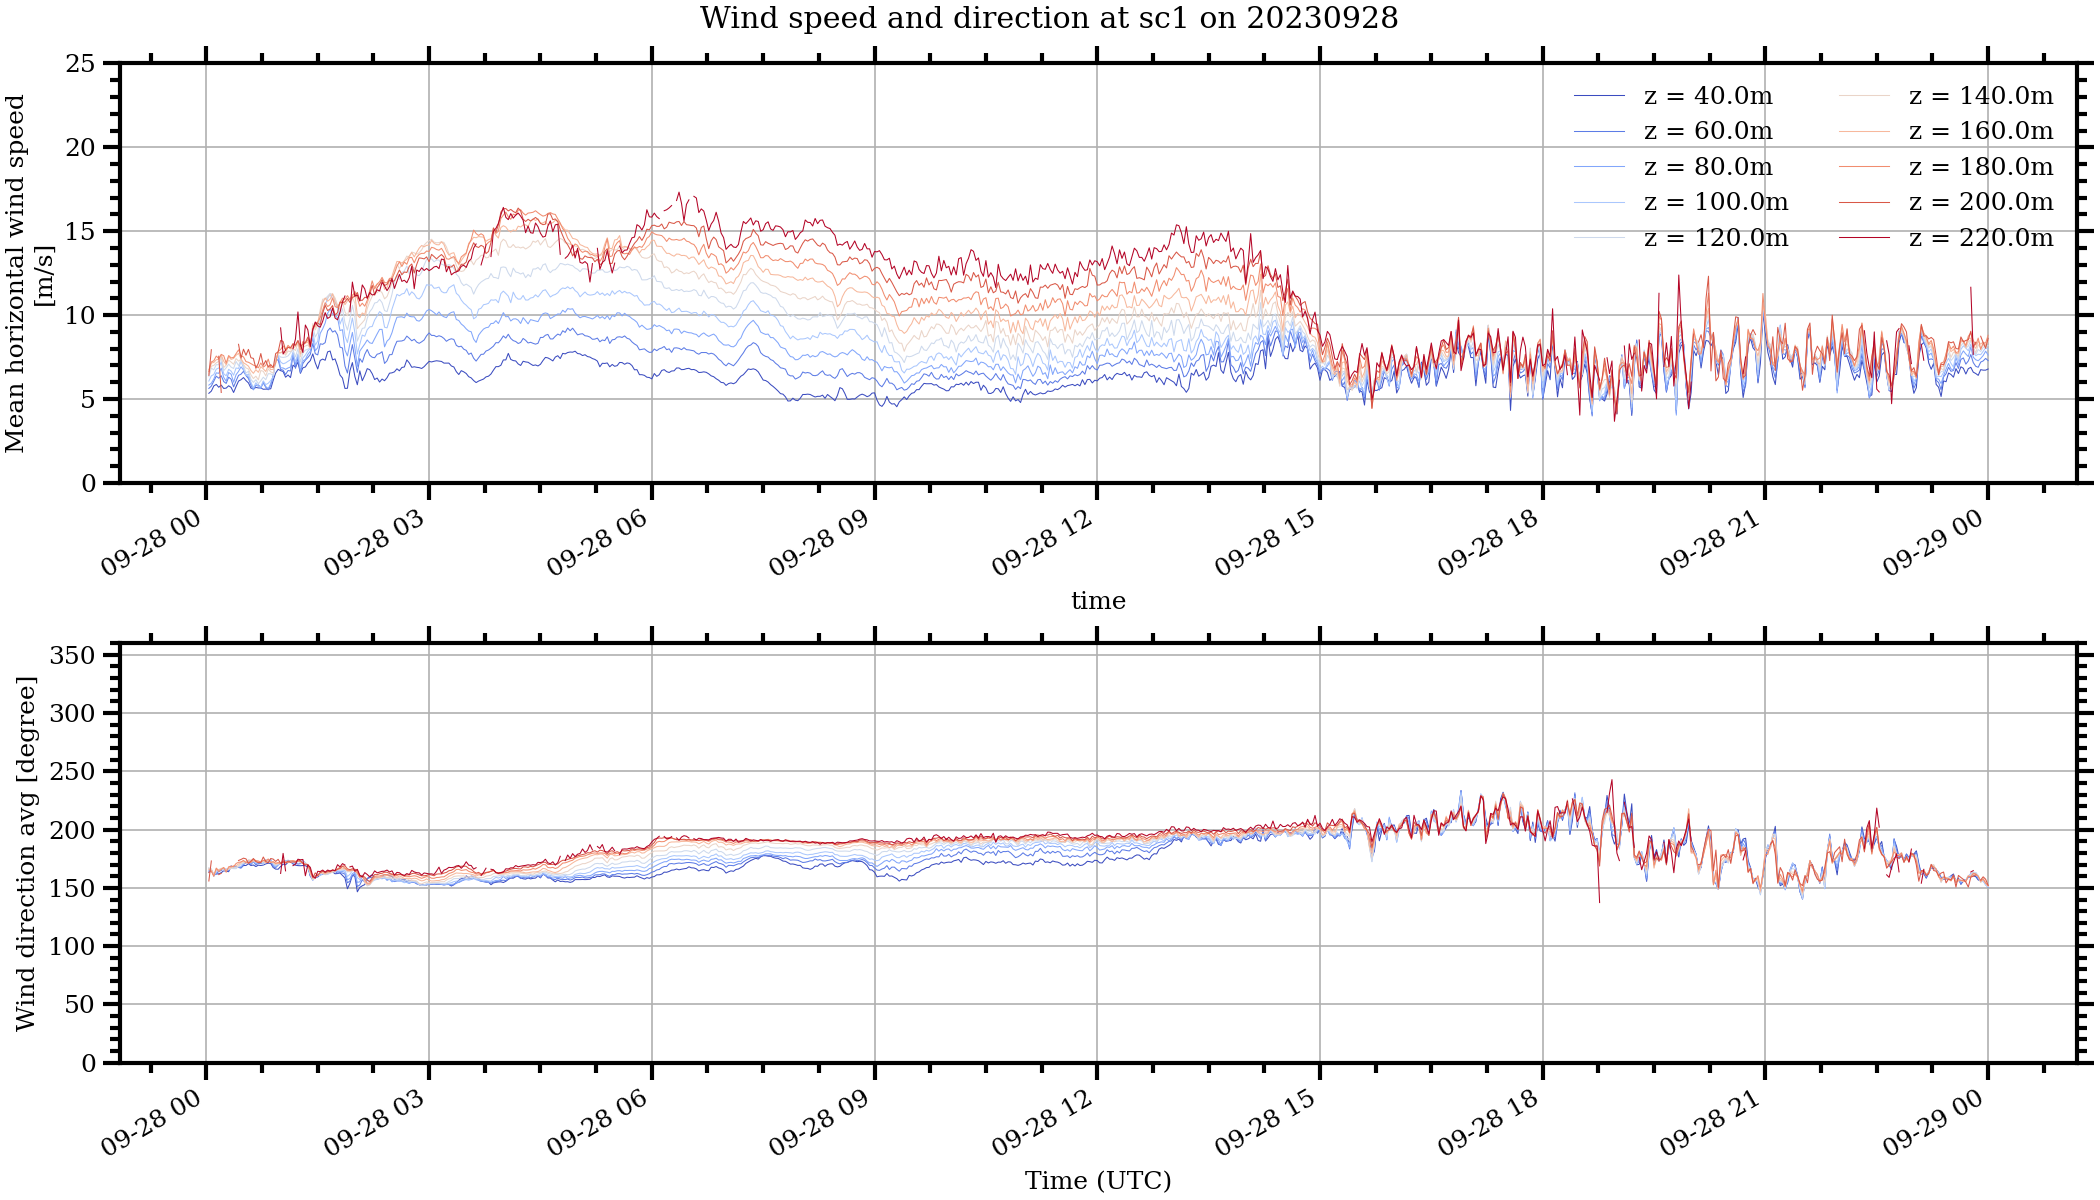 Wind speed and direction at sc1 on 20230928
Mean horizontal wind speed
[m/s]
25
20
15
10
5
0
z = 40.0m
z = 60.0m
z = 80.0m
z = 100.0m
z = 120.0m
z = 140.0m
z = 160.0m
z = 180.0m
z = 200.0m
z = 220.0m
09-28 00
09-28 03
09-28 06
09-28 09
09-28 12
09-28 15
09-28 18
09-28 21
09-29 00
time
Wind direction avg [degree]
350
300
250
200
150
100
50
0
09-28 00
09-28 03
09-28 06
09-28 09
09-28 12
09-28 15
09-28 18
09-28 21
09-29 00
Time (UTC)